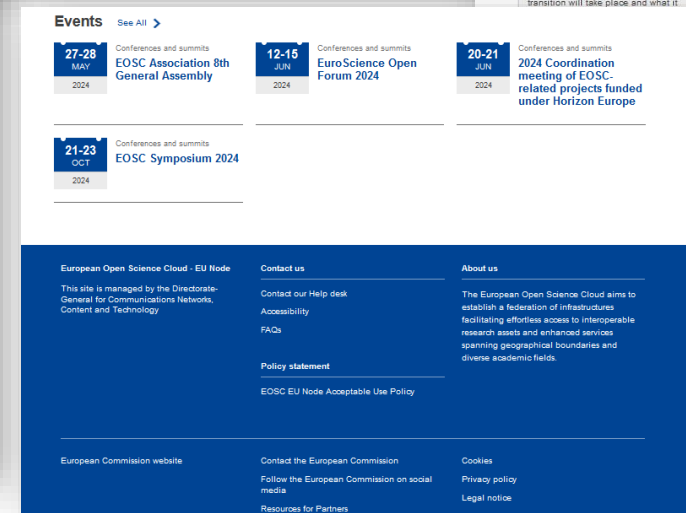 transition will take place and what it
Events See All
27-28
MAY
2024
Conferences and summits
EOSC Association 8th
General Assembly
12-15
JUN
2024
Conferences and summits
EuroScience Open
Forum 2024
20-21
JUN
2024
Conferences and summits
2024 Coordination
meeting of EOSC-
related projects funded
under Horizon Europe
21-23
OCT
2024
Conferences and summits
EOSC Symposium 2024
European Open Science Cloud - EU Node
This site is managed by the Directorate-
General for Communications Networks,
Content and Technology
Contact us
Contact our Help desk
Accessibility
FAQs
Policy statement
EOSC EU Node Acceptable Use Policy
About us
The European Open Science Cloud aims to
establish a federation of infrastructures
facilitating effortless access to interoperable
research assets and enhanced services
spanning geographical boundaries and
diverse academic fields.
European Commission website
Contact the European Commission
Follow the European Commission on social
media
Resources for Partners
Cookies
Privacy policy
Legal notice